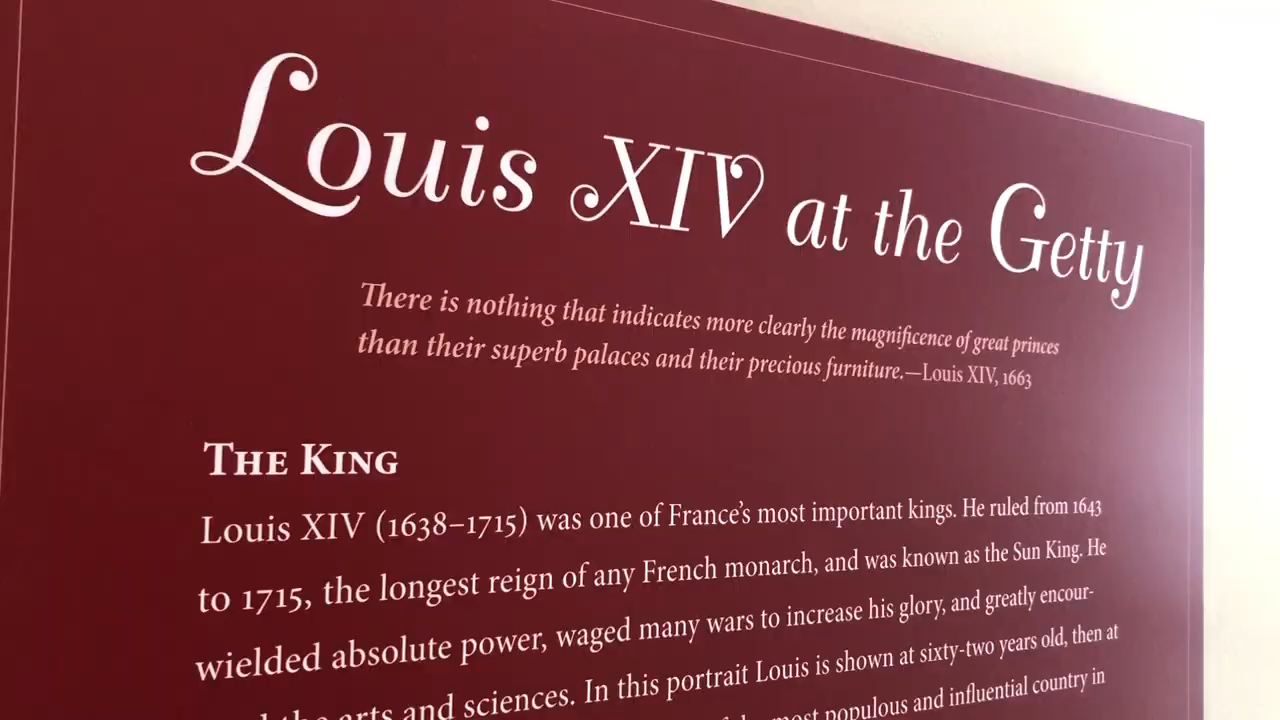 Louis XIV at the Getty
There is nothing that indicates more clearly the magnificence of great princes
than their superb palaces and their precious furniture.—Louis XIV, 1663
The King
Louis XIV (1638–1715) was one of France’s most important kings. He ruled from 1643
to 1715, the longest reign of any French monarch, and was known as the Sun King. He
wielded absolute power, waged many wars to increase his glory, and greatly encour-
the arts and sciences. In this portrait Louis is shown at sixty-two years old, then at
most populous and influential country in